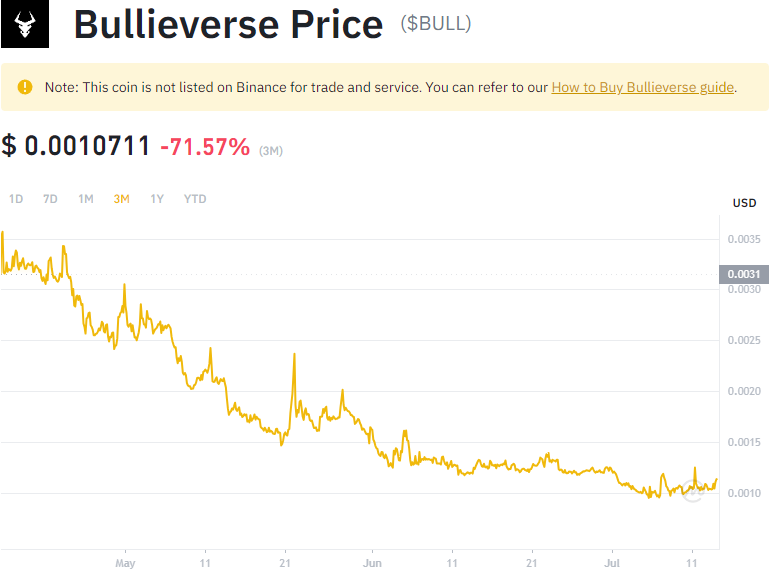 Bullieverse Price ($BULL)
Note: This coin is not listed on Binance for trade and service. You can refer to our How to Buy Bullieverse guide.
$ 0.0010711 -71.57% (3M)
1D 7D 1M 3M 1Y YTD
USD
0.0035
0.0031
0.0030
0.0025
0.0020
0.0015
0.0010
May 11 21 Jun 11 21 Jul 11